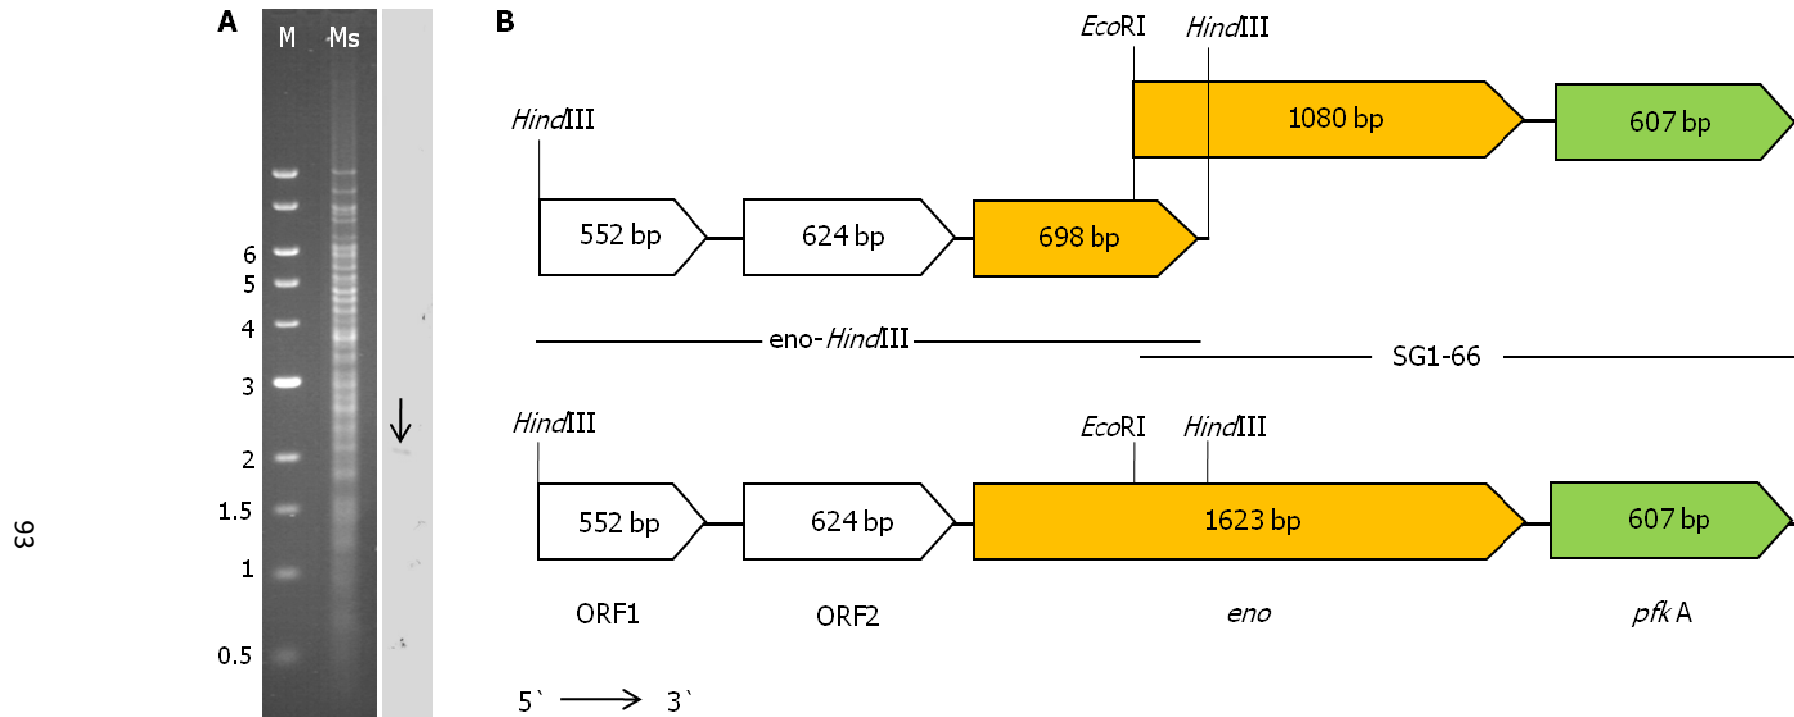 A
M Ms
6
5
4
3
2
1.5
1
0.5
93
B
EcoRI HindIII
HindIII
1080 bp
607 bp
552 bp
624 bp
698 bp
eno-HindIII
SG1-66
HindIII
EcoRI HindIII
552 bp
624 bp
1623 bp
607 bp
ORF1
ORF2
eno
pfk A
5` 3`